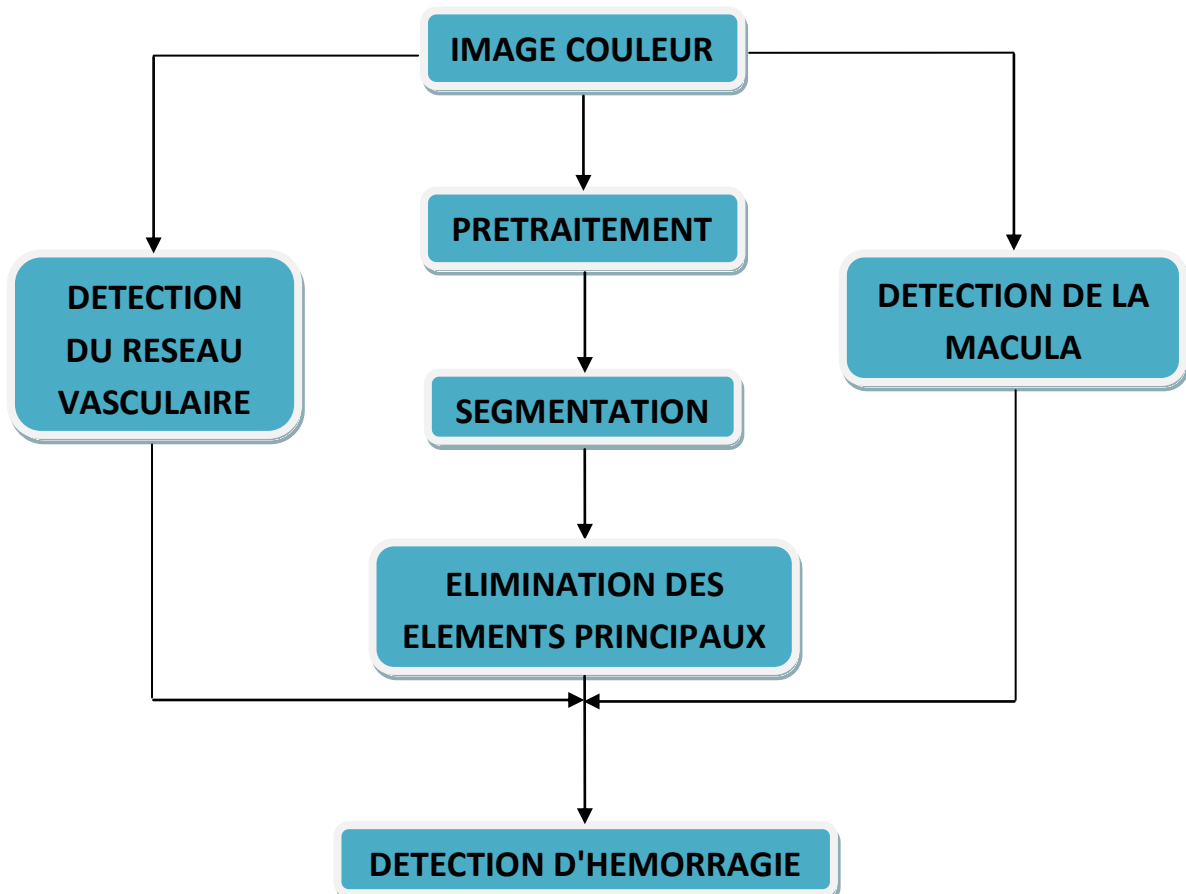 IMAGE COULEUR
PRETRAITEMENT
DETECTION
DU RESEAU
VASCULAIRE
DETECTION DE LA
MACULA
SEGMENTATION
ELIMINATION DES
ELEMENTS PRINCIPAUX
DETECTION D'HEMORRAGIE